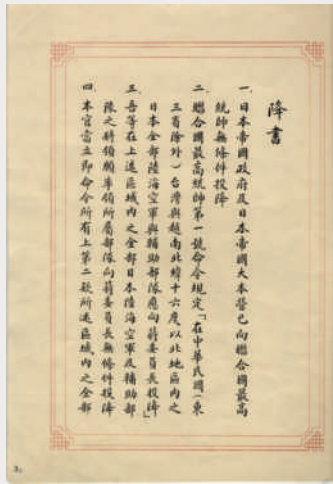 降書
一、日本帝國政府及日本帝國大本營已向聯合國最高
統帥無條件投降
二、聯合國最高統帥第一號命令規定「在中華民國(東
三省除外)台灣與越南北緯十六度以北地區內之
日本全部陸海空軍與輔助部隊應向蔣委員長投降」
三、吾等在上述區域內之全部日本陸海空軍及輔助部
隊之將領願率領所屬部隊向蔣委員長無條件投降
四、本官當立即命令所有上第二款所述區域內之全部